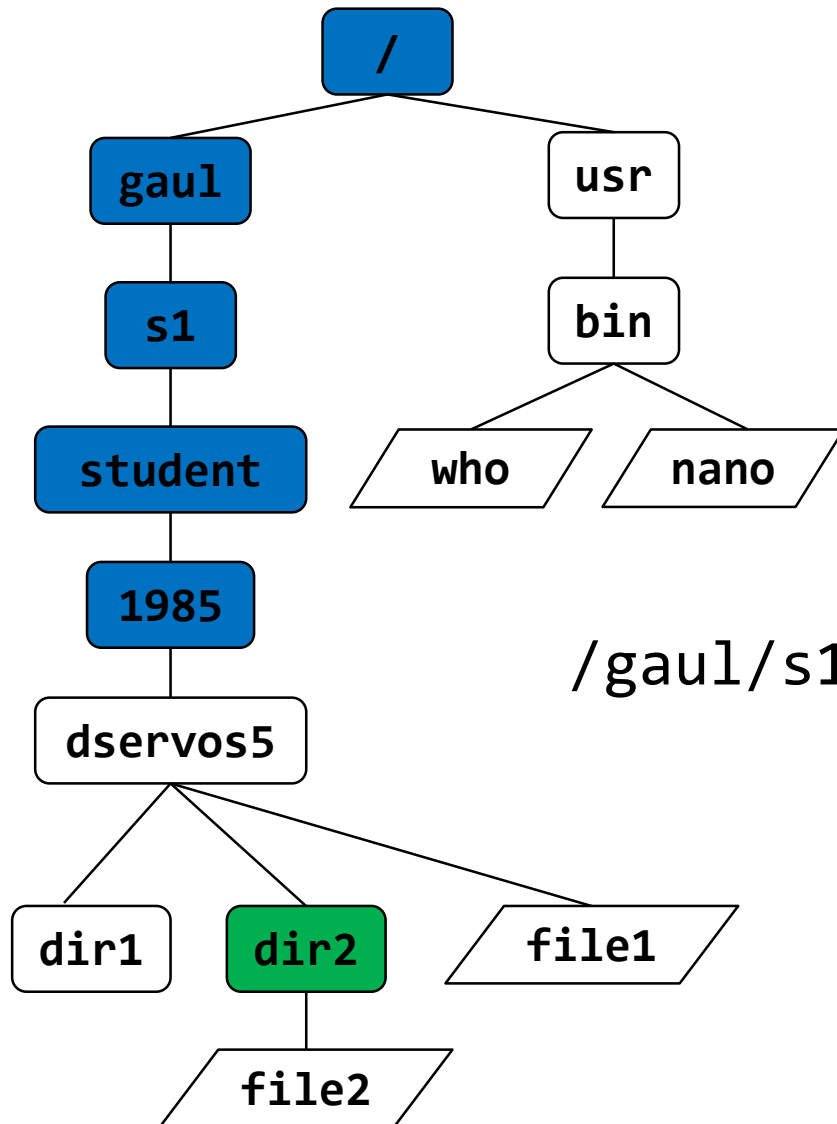 /
gaul
usr
s1
bin
student
who
nano
1985
/gaul/s1
dservos5
dir1
dir2
file1
file2